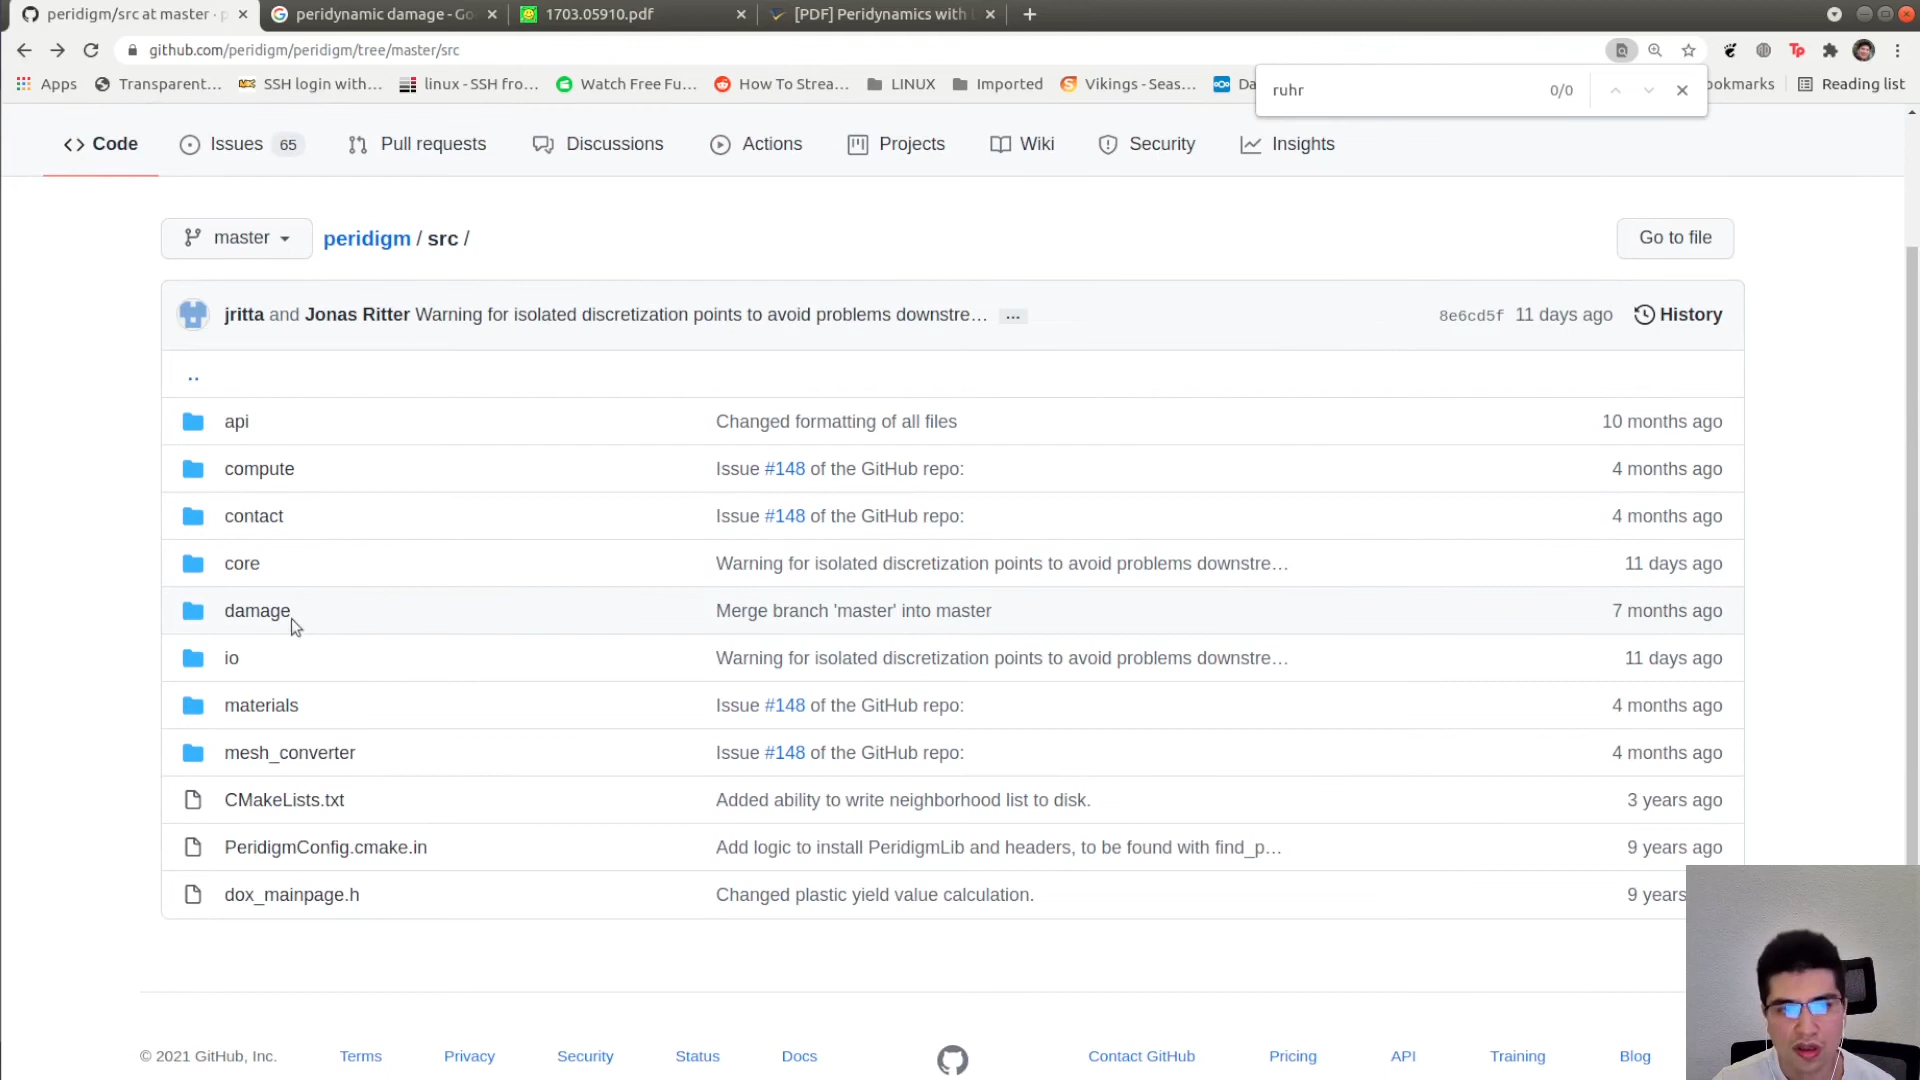 peridigm/src at master · p
peridynamic damage - Go
1703.05910.pdf
[PDF] Peridynamics with
github.com/peridigm/peridigm/tree/master/src
Apps
Transparent...
SSH login with...
linux - SSH fro...
Watch Free Fu...
How To Strea...
LINUX
Imported
Vikings - Seas...
Da
ookmarks
Reading list
ruhr 0/0
Code
Issues 65
Pull requests
Discussions
Actions
Projects
Wiki
Security
Insights
master
peridigm / src /
Go to file
jritta and Jonas Ritter Warning for isolated discretization points to avoid problems downstre… ... 8e6cd5f 11 days ago History
..
api Changed formatting of all files 10 months ago
compute Issue #148 of the GitHub repo: 4 months ago
contact Issue #148 of the GitHub repo: 4 months ago
core Warning for isolated discretization points to avoid problems downstre… 11 days ago
damage Merge branch 'master' into master 7 months ago
io Warning for isolated discretization points to avoid problems downstre… 11 days ago
materials Issue #148 of the GitHub repo: 4 months ago
mesh_converter Issue #148 of the GitHub repo: 4 months ago
CMakeLists.txt Added ability to write neighborhood list to disk. 3 years ago
PeridigmConfig.cmake.in Add logic to install PeridigmLib and headers, to be found with find_p… 9 years ago
dox_mainpage.h Changed plastic yield value calculation. 9 years
© 2021 GitHub, Inc. Terms Privacy Security Status Docs Contact GitHub Pricing API Training Blog